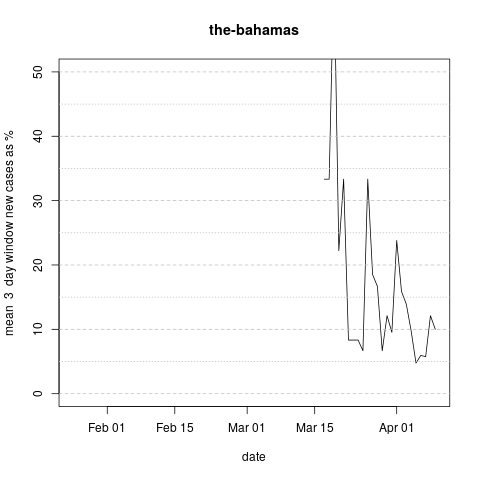 the-bahamas
mean  3  day window new cases as %
50
40
30
20
10
0
Feb 01
Feb 15
Mar 01
Mar 15
Apr 01
date